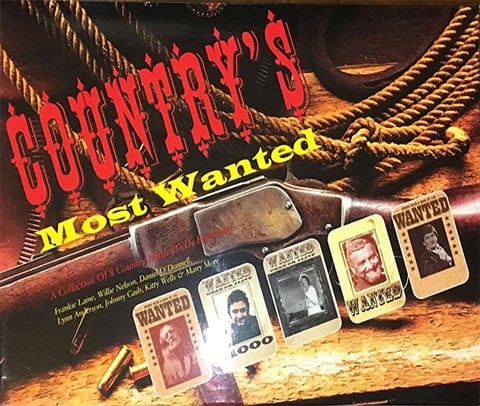 COUNTRY'S
Most Wanted
A Collection Of 8 Country Music DVDs Featuring
Frankie Laine, Willie Nelson, Daniel O'Donnell,
Lynn Anderson, Johnny Cash, Kitty Wells & Many More
WANTED
WANTED
1000
WANTED
WANTED
WANTED